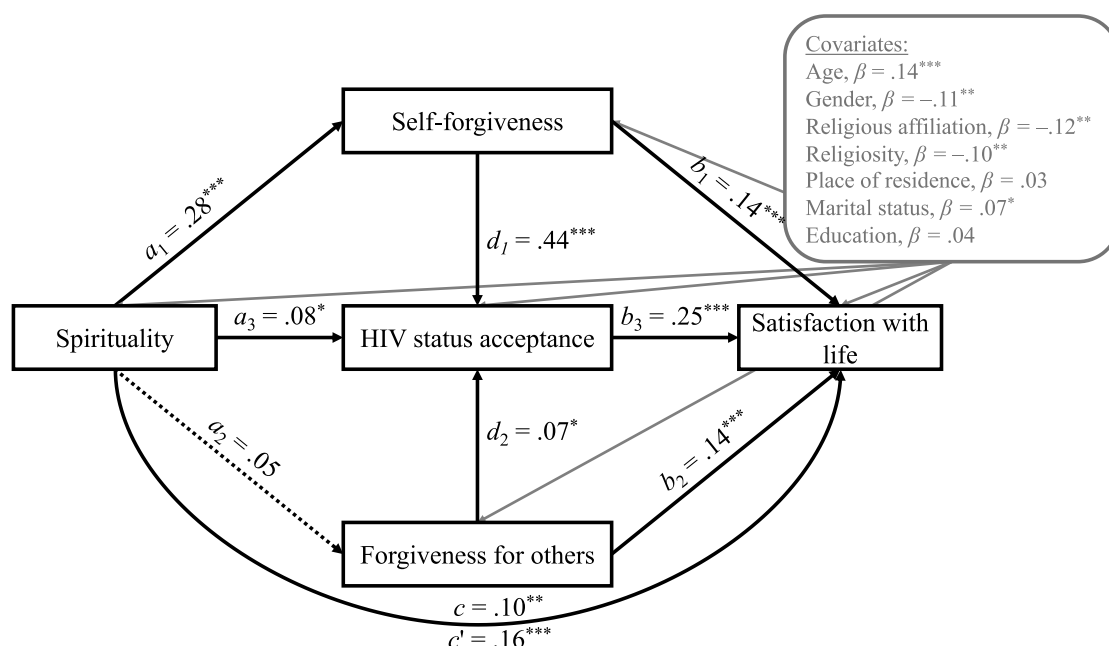 Covariates:
Age, β = .14***
Gender, β = –.11**
Religious affiliation, β = –.12**
Religiosity, β = –.10**
Place of residence, β = .03
Marital status, β = .07*
Education, β = .04
Self-forgiveness
a₁ = .28***
b₁ = .14***
d₁ = .44***
Spirituality
a₃ = .08*
HIV status acceptance
b₃ = .25***
Satisfaction with
life
a₂ = .05
d₂ = .07*
b₂ = .14***
Forgiveness for others
c = .10**
c' = .16***